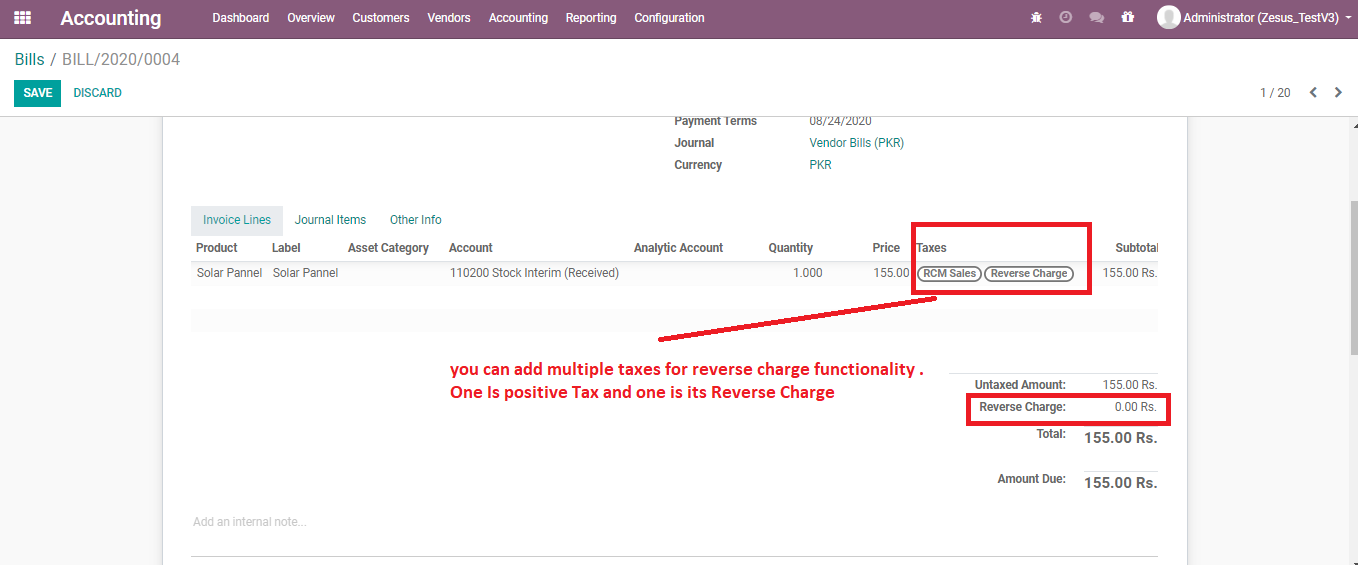 Accounting Dashboard Overview Customers Vendors Accounting Reporting Configuration Administrator (Zesus_TestV3)
Bills / BILL/2020/0004
SAVE DISCARD 1 / 20
Payment Terms 08/24/2020
Journal Vendor Bills (PKR)
Currency PKR
Invoice Lines Journal Items Other Info
Product Label Asset Category Account Analytic Account Quantity Price Taxes Subtotal
Solar Pannel Solar Pannel 110200 Stock Interim (Received) 1.000 155.00 RCM Sales Reverse Charge 155.00 Rs.
you can add multiple taxes for reverse charge functionality .
One Is positive Tax and one is its Reverse Charge
Untaxed Amount: 155.00 Rs.
Reverse Charge: 0.00 Rs.
Total: 155.00 Rs.
Amount Due: 155.00 Rs.
Add an internal note...